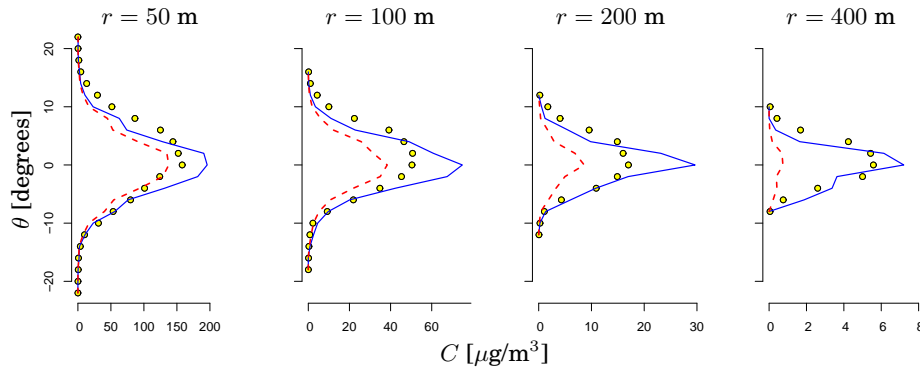 r = 50 m
r = 100 m
r = 200 m
r = 400 m
θ [degrees]
20
10
0
−10
−20
0 50 100 150 200
0 20 40 60
0 10 20 30
0 2 4 6 8
C [μg/m³]